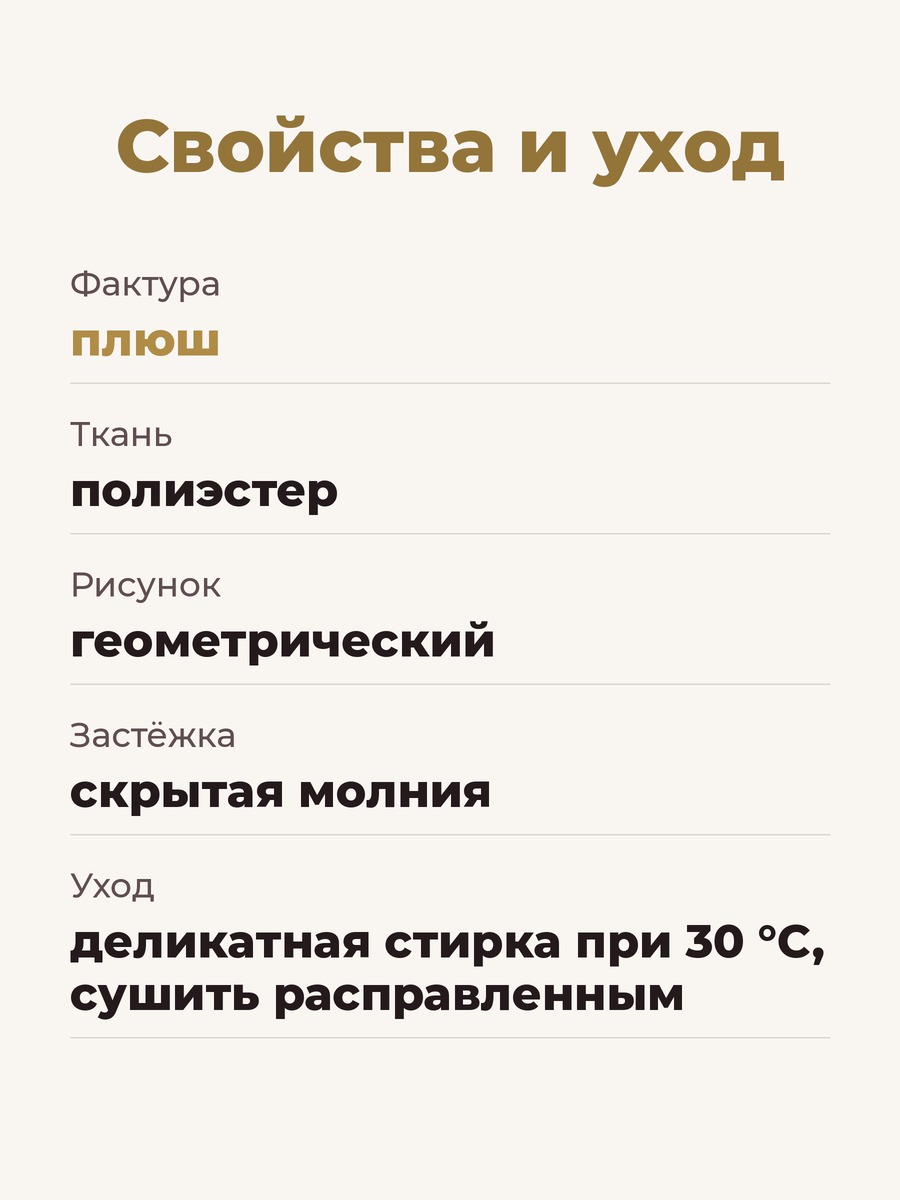 Свойства и уход
Фактура
плюш
Ткань
полиэстер
Рисунок
геометрический
Застёжка
скрытая молния
Уход
деликатная стирка при 30 °С,
сушить расправленным